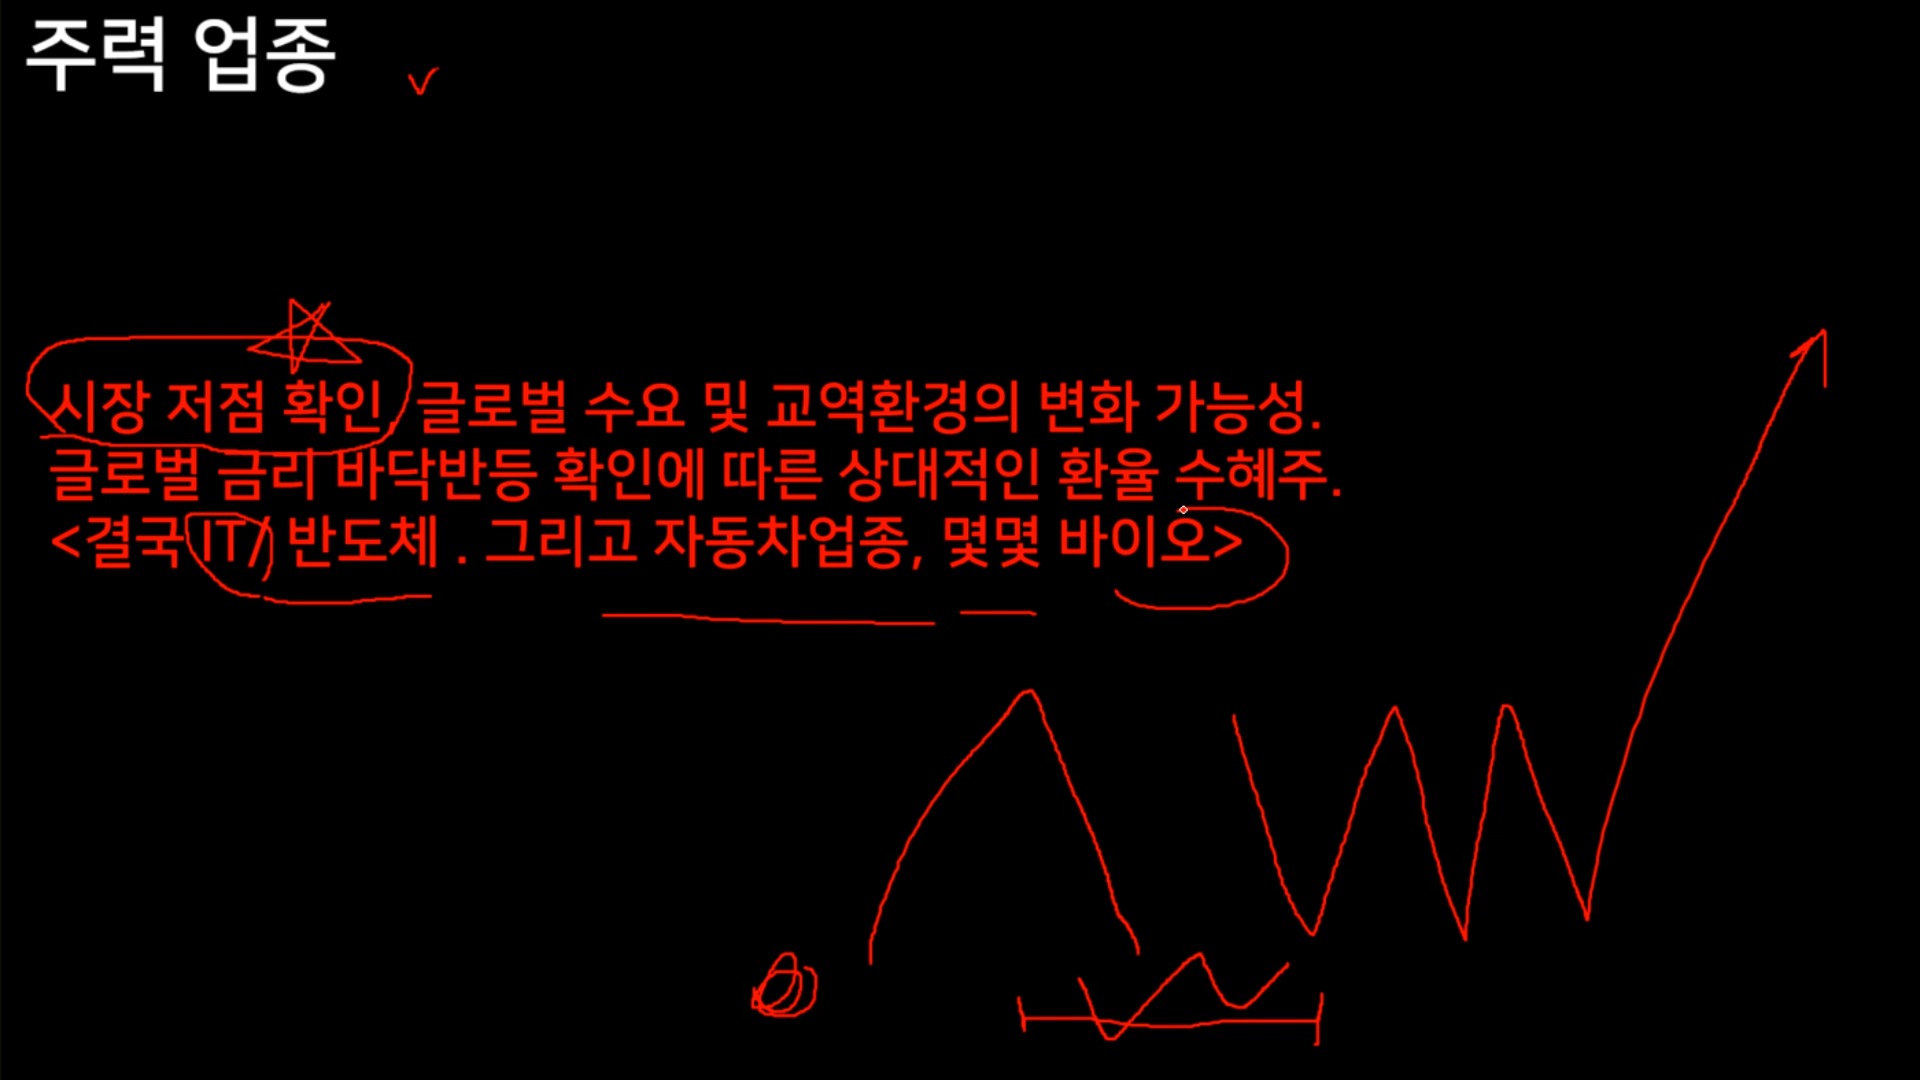 주력 업종
시장 저점 확인, 글로벌 수요 및 교역환경의 변화 가능성.
글로벌 금리 바닥반등 확인에 따른 상대적인 환율 수혜주.
<결국 IT/ 반도체 . 그리고 자동차업종, 몇몇 바이오>